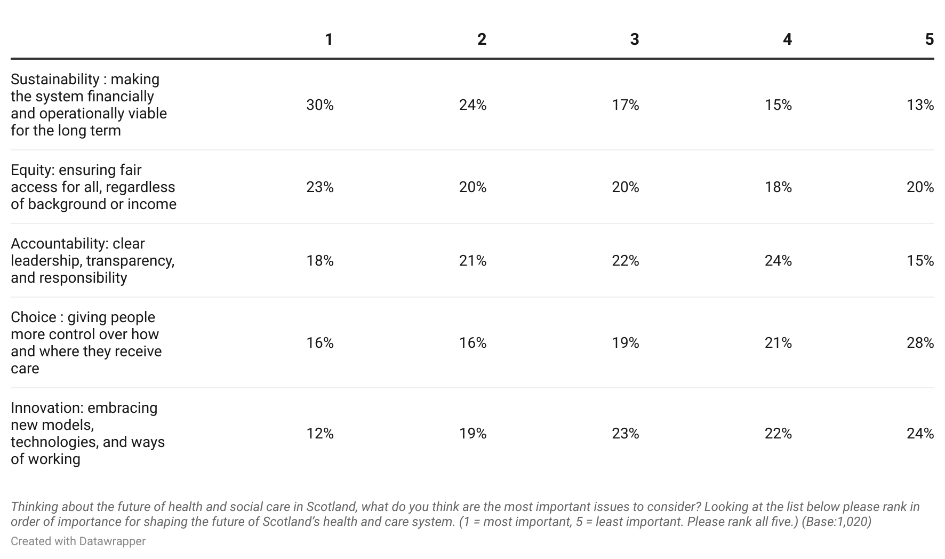 1 2 3 4 5
Sustainability : making
the system financially
and operationally viable
for the long term
30% 24% 17% 15% 13%
Equity: ensuring fair
access for all, regardless
of background or income
23% 20% 20% 18% 20%
Accountability: clear
leadership, transparency,
and responsibility
18% 21% 22% 24% 15%
Choice : giving people
more control over how
and where they receive
care
16% 16% 19% 21% 28%
Innovation: embracing
new models,
technologies, and ways
of working
12% 19% 23% 22% 24%
Thinking about the future of health and social care in Scotland, what do you think are the most important issues to consider? Looking at the list below please rank in
order of importance for shaping the future of Scotland's health and care system. (1 = most important, 5 = least important. Please rank all five.) (Base:1,020)
Created with Datawrapper